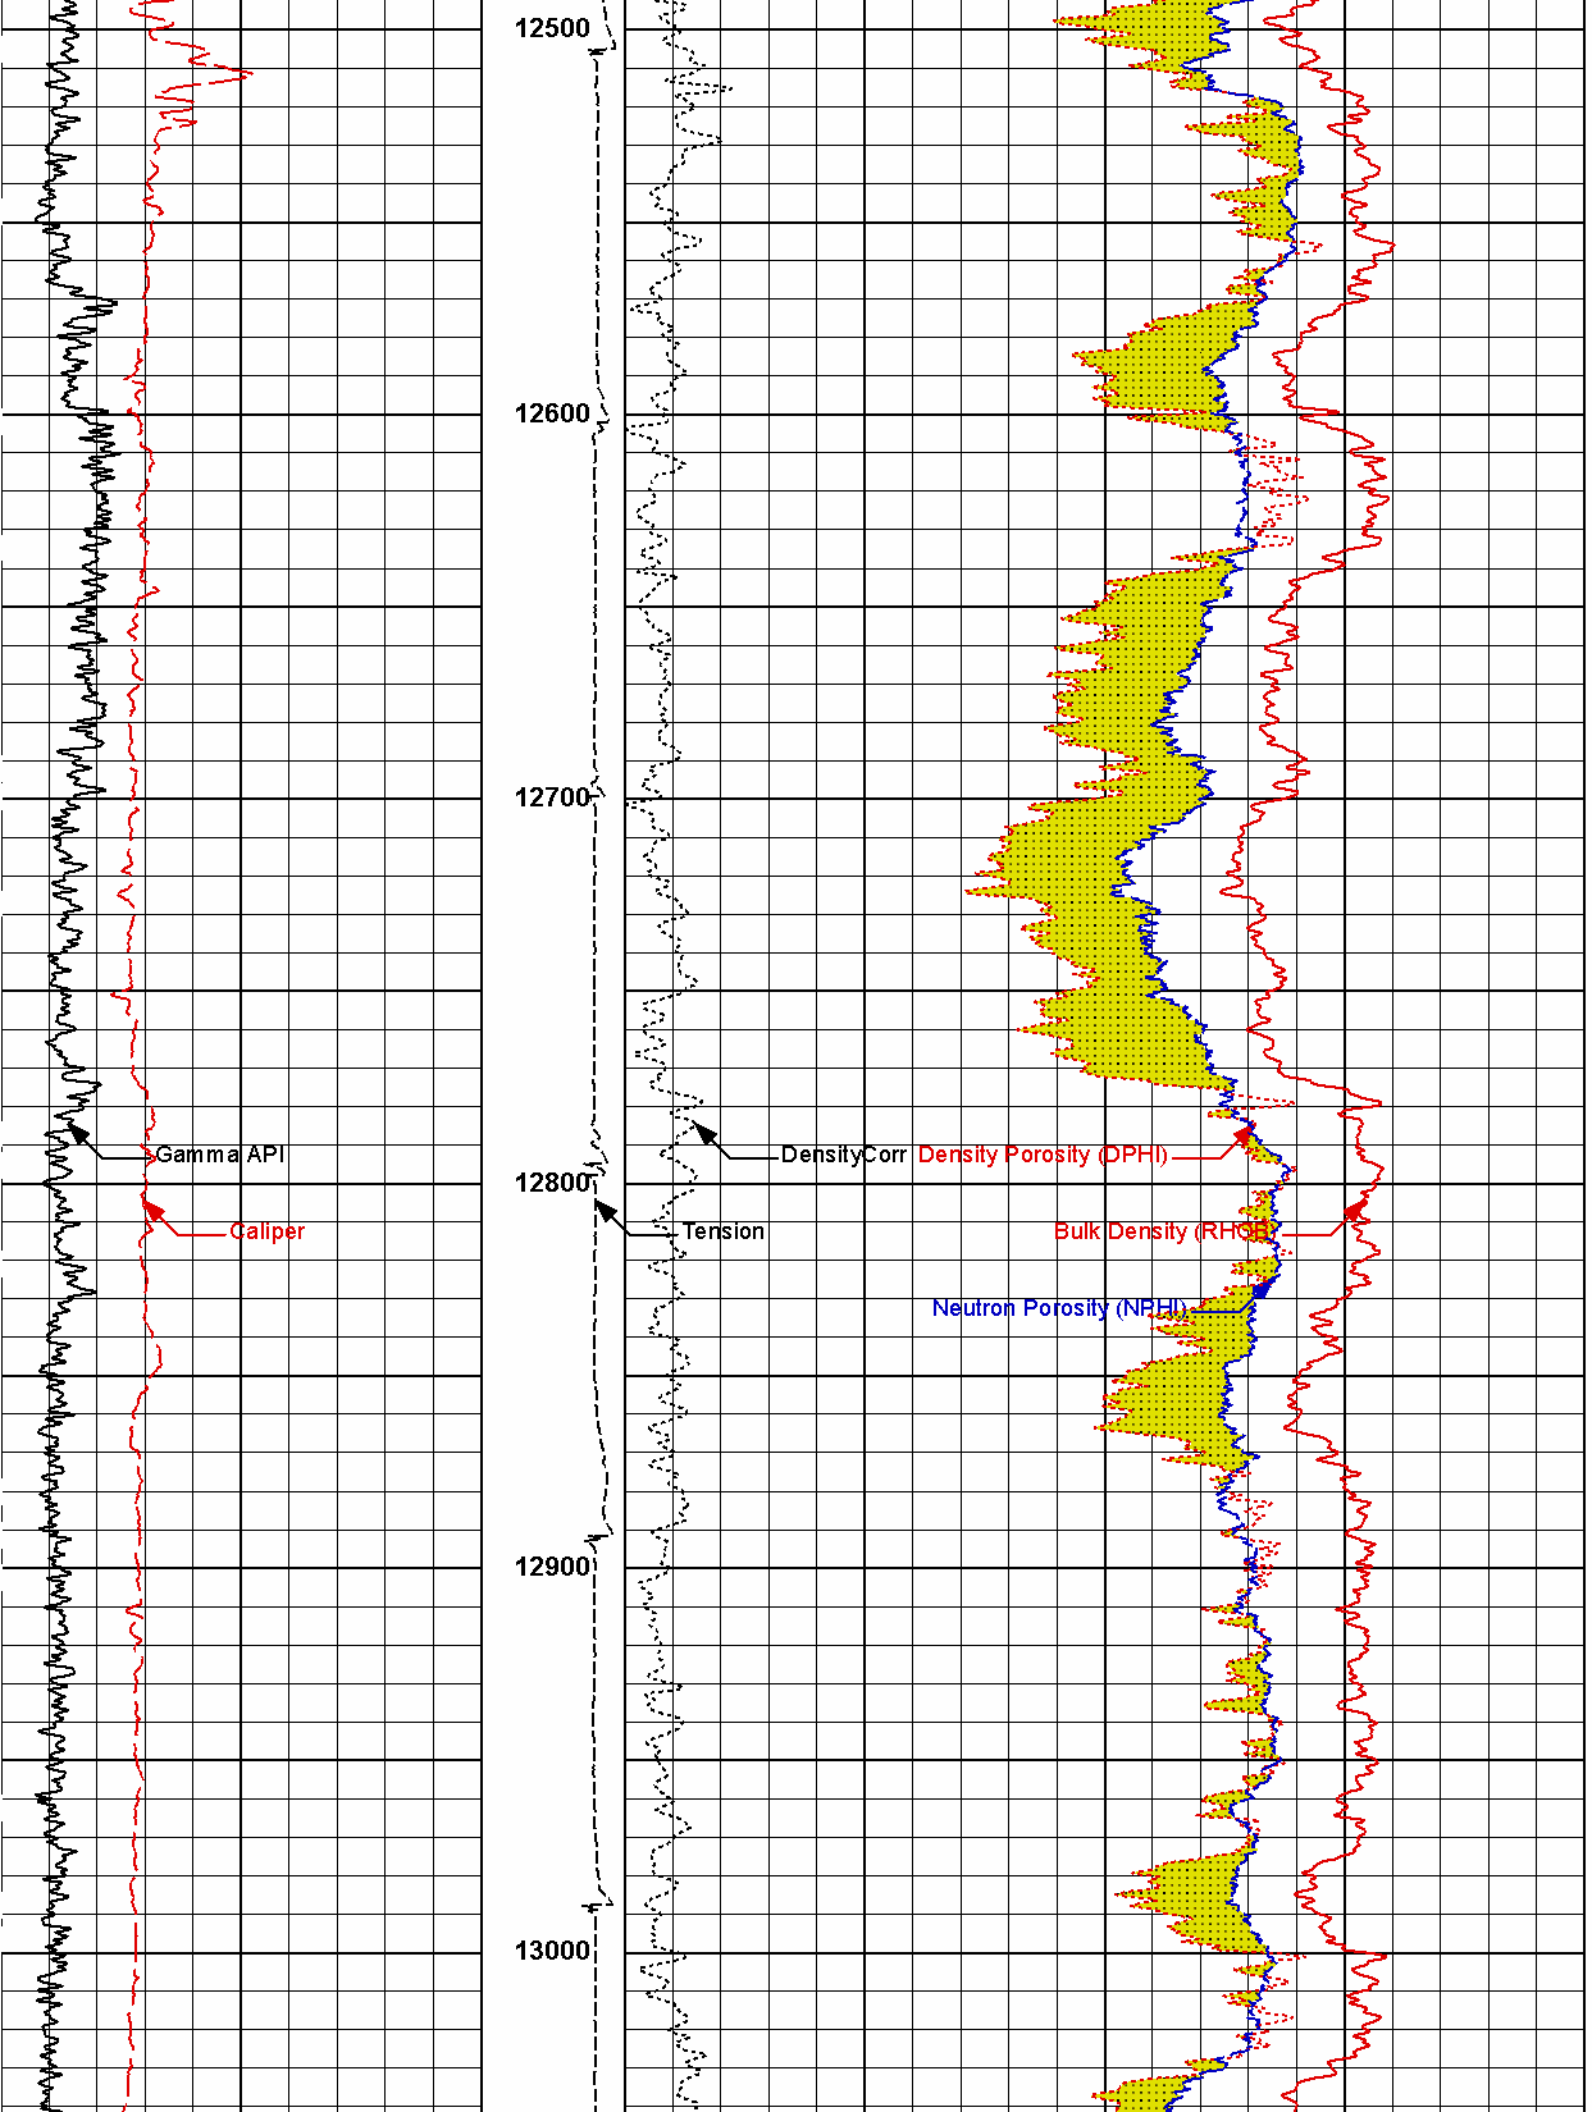 12500
12600
12700
Gamma API
DensityCorr
Density Porosity (DPHI)
12800
Caliper
Tension
Bulk Density (RHOB)
Neutron Porosity (NPHI)
12900
13000